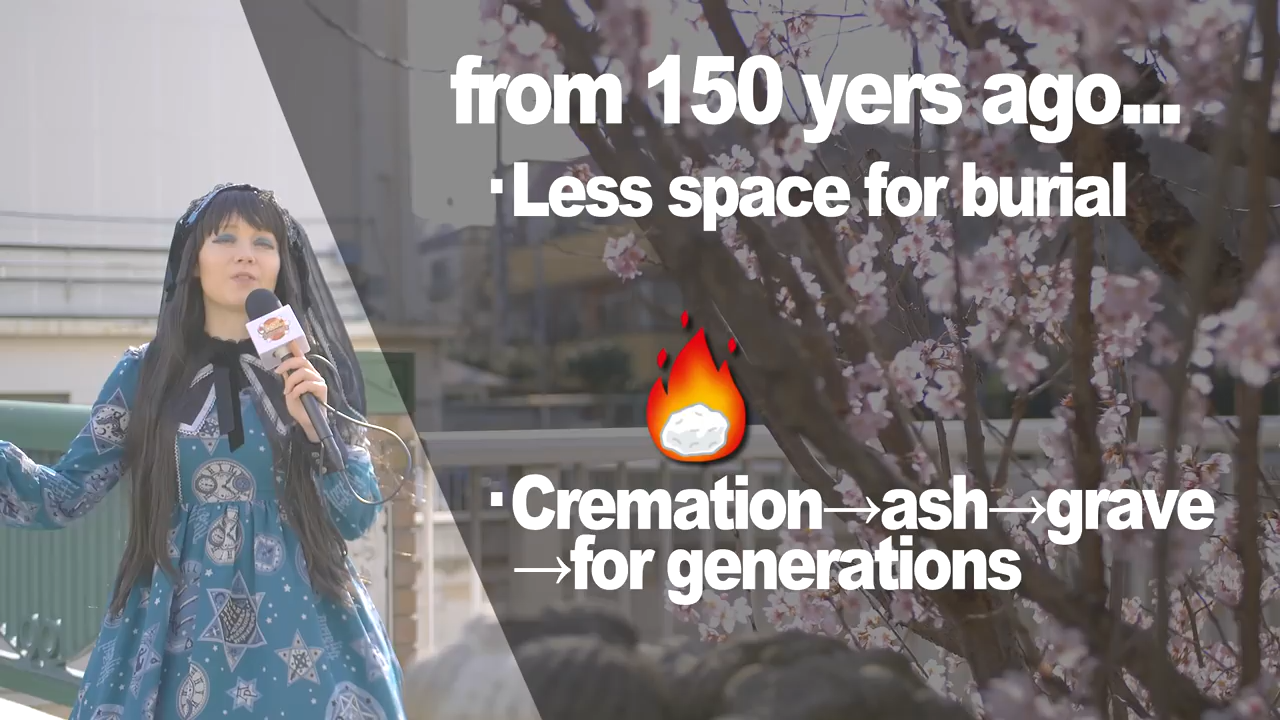 from 150 yers ago...
·Less space for burial
·Cremation→ash→grave
→for generations